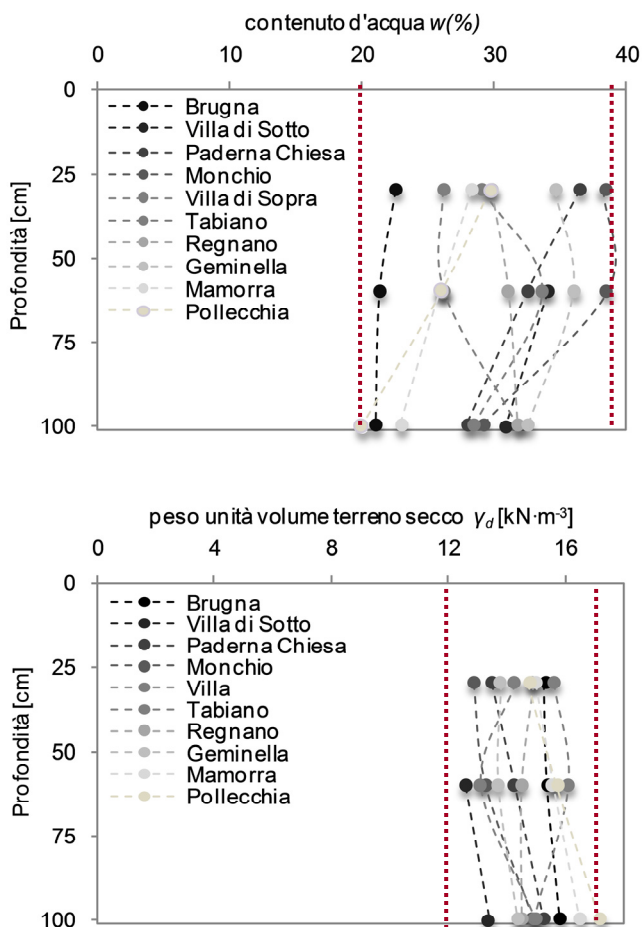 contenuto d'acqua w(%)
0 10 20 30 40
0
25
50
75
100
Profondità [cm]
Brugna
Villa di Sotto
Paderna Chiesa
Monchio
Villa di Sopra
Tabiano
Regnano
Geminella
Mamorra
Pollecchia
peso unità volume terreno secco γd [kN·m-3]
0 4 8 12 16
0
25
50
75
100
Profondità [cm]
Brugna
Villa di Sotto
Paderna Chiesa
Monchio
Villa
Tabiano
Regnano
Geminella
Mamorra
Pollecchia